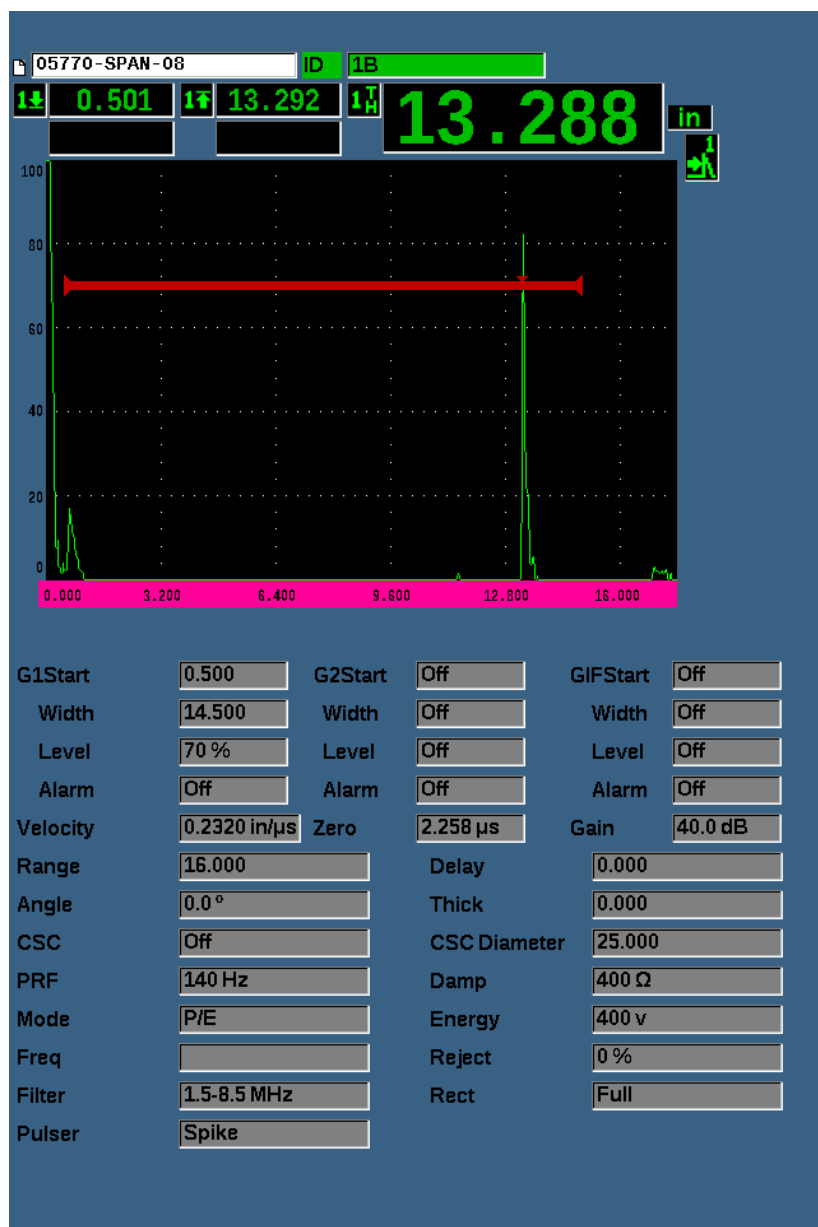 05770-SPAN-08 ID 1B
1 0.501 1 13.292 1 TH 13.288 in
1
100
80
60
40
20
0
0.000 3.200 6.400 9.600 12.800 16.000
G1Start 0.500 G2Start Off GIFStart Off
Width 14.500 Width Off Width Off
Level 70 % Level Off Level Off
Alarm Off Alarm Off Alarm Off
Velocity 0.2320 in/µs Zero 2.258 µs Gain 40.0 dB
Range 16.000 Delay 0.000
Angle 0.0 º Thick 0.000
CSC Off CSC Diameter 25.000
PRF 140 Hz Damp 400 Ω
Mode P/E Energy 400 v
Freq Reject 0 %
Filter 1.5-8.5 MHz Rect Full
Pulser Spike